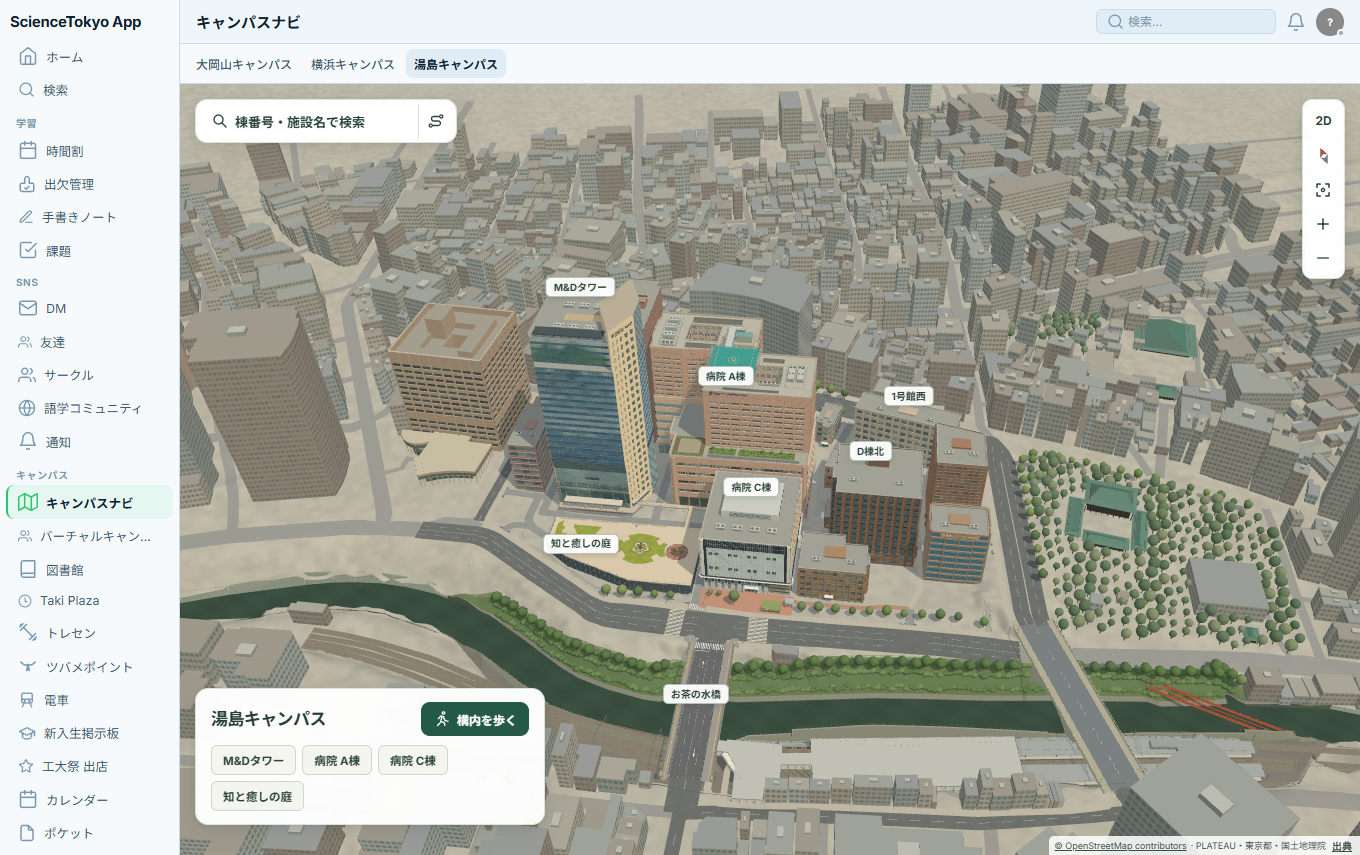 ScienceTokyo App
ホーム
検索
学習
時間割
出欠管理
手書きノート
課題
SNS
DM
友達
サークル
語学コミュニティ
通知
キャンパス
キャンパスナビ
バーチャルキャン...
図書館
Taki Plaza
トレセン
ツバメポイント
電車
新入生掲示板
工大祭 出店
カレンダー
ポケット
キャンパスナビ
検索...
?
大岡山キャンパス 横浜キャンパス 湯島キャンパス
棟番号・施設名で検索
2D
M&Dタワー
病院 A棟
1号館西
D棟北
病院 C棟
知と癒しの庭
お茶の水橋
湯島キャンパス
構内を歩く
M&Dタワー 病院 A棟 病院 C棟
知と癒しの庭
© OpenStreetMap contributors · PLATEAU・東京都・国土地理院 出典